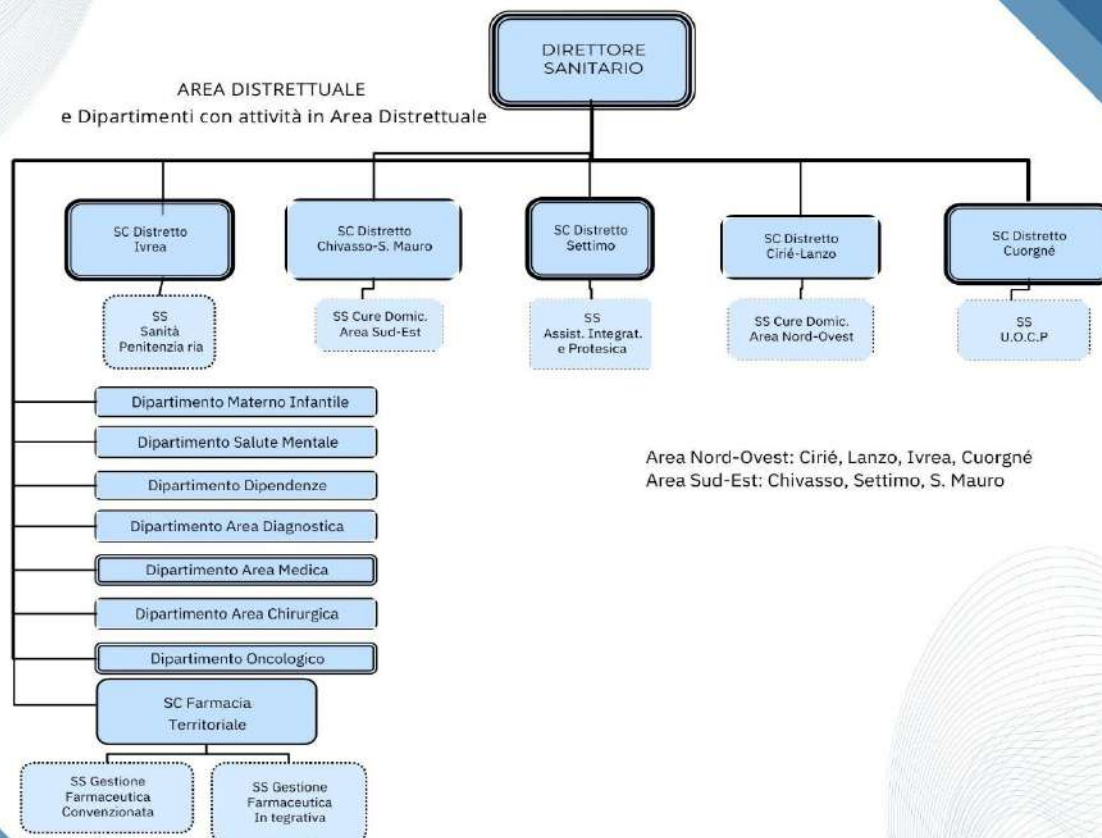 DIRETTORE
SANITARIO
AREA DISTRETTUALE
e Dipartimenti con attività in Area Distrettuale
SC Distretto
Ivrea
SC Distretto
Chivasso-S. Mauro
SC Distretto
Settimo
SC Distretto
Cirié-Lanzo
SC Distretto
Cuorgné
SS
Sanità
Penitenzia ria
SS Cure Domic.
Area Sud-Est
SS
Assist. Integrat.
e Protesica
SS Cure Domic.
Area Nord-Ovest
SS
U.O.C.P
Dipartimento Materno Infantile
Dipartimento Salute Mentale
Dipartimento Dipendenze
Dipartimento Area Diagnostica
Dipartimento Area Medica
Dipartimento Area Chirurgica
Dipartimento Oncologico
Area Nord-Ovest: Cirié, Lanzo, Ivrea, Cuorgné
Area Sud-Est: Chivasso, Settimo, S. Mauro
SC Farmacia
Territoriale
SS Gestione
Farmaceutica
Convenzionata
SS Gestione
Farmaceutica
In tegrativa